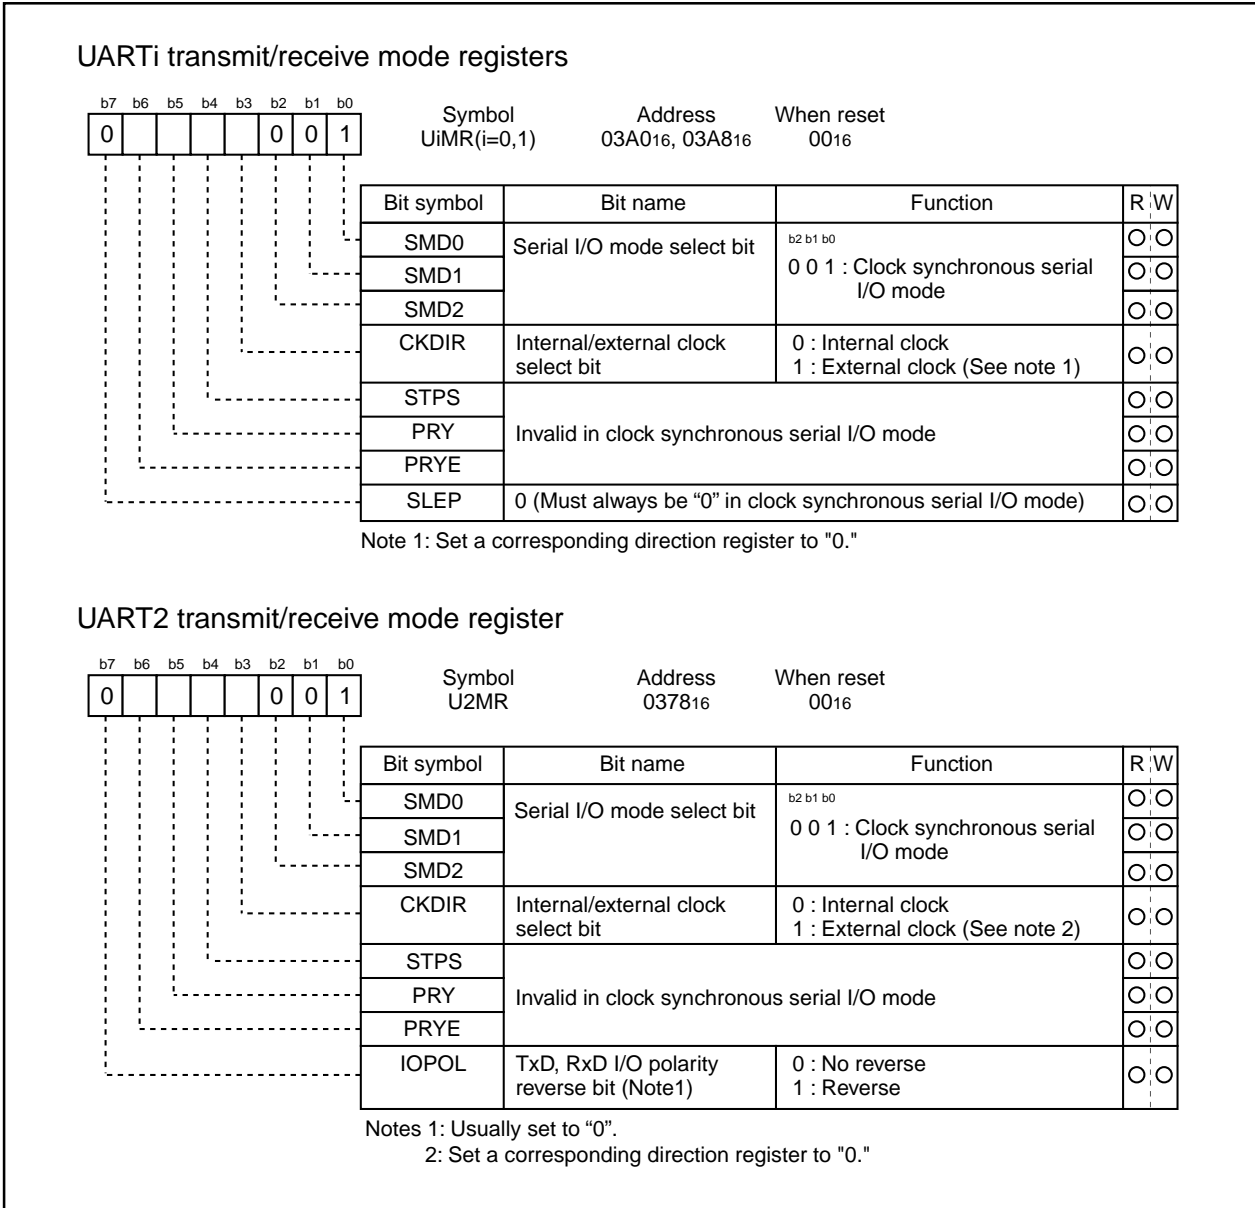 UARTi transmit/receive mode registers
b7 b6 b5 b4 b3 b2 b1 b0
0 0 0 1
Symbol Address When reset
UiMR(i=0,1) 03A016, 03A816 0016
Bit symbol Bit name Function R W
SMD0 Serial I/O mode select bit b2 b1 b0
SMD1 0 0 1 : Clock synchronous serial
I/O mode
SMD2
CKDIR Internal/external clock 0 : Internal clock
select bit 1 : External clock (See note 1)
STPS
PRY Invalid in clock synchronous serial I/O mode
PRYE
SLEP 0 (Must always be “0” in clock synchronous serial I/O mode)
Note 1: Set a corresponding direction register to "0."
UART2 transmit/receive mode register
b7 b6 b5 b4 b3 b2 b1 b0
0 0 0 1
Symbol Address When reset
U2MR 037816 0016
Bit symbol Bit name Function R W
SMD0 Serial I/O mode select bit b2 b1 b0
SMD1 0 0 1 : Clock synchronous serial
I/O mode
SMD2
CKDIR Internal/external clock 0 : Internal clock
select bit 1 : External clock (See note 2)
STPS
PRY Invalid in clock synchronous serial I/O mode
PRYE
IOPOL TxD, RxD I/O polarity 0 : No reverse
reverse bit (Note1) 1 : Reverse
Notes 1: Usually set to “0”.
2: Set a corresponding direction register to "0."